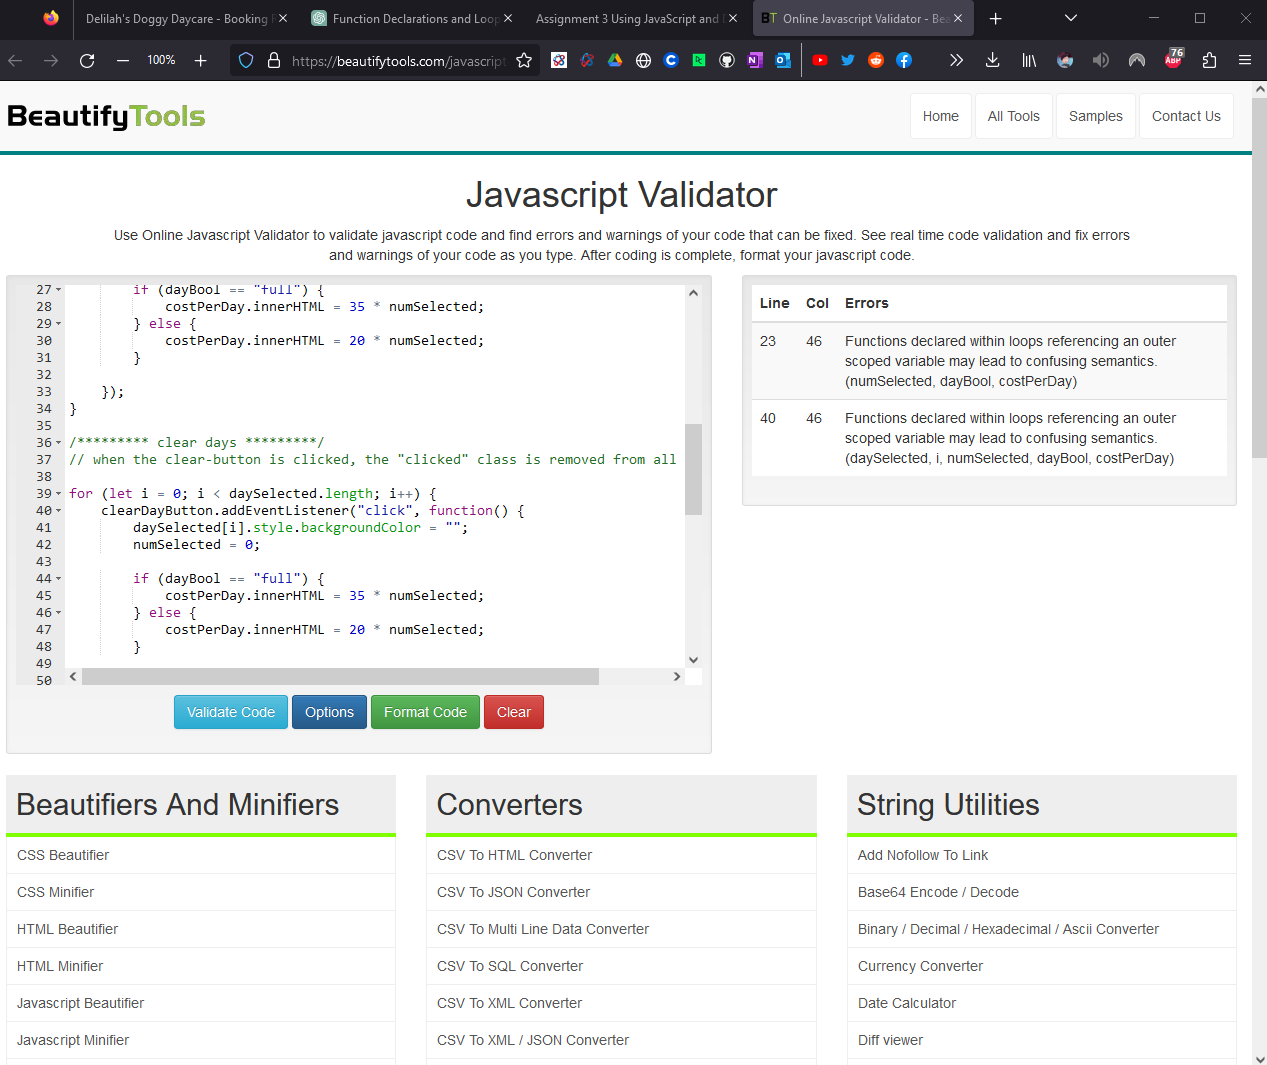 Delilah's Doggy Daycare - Booking
Function Declarations and Loop
Assignment 3 Using JavaScript and
BT Online Javascript Validator - Bea
100%
https://beautifytools.com/javascript
76
ABP
BeautifyTools
Home
All Tools
Samples
Contact Us
Javascript Validator
Use Online Javascript Validator to validate javascript code and find errors and warnings of your code that can be fixed. See real time code validation and fix errors
and warnings of your code as you type. After coding is complete, format your javascript code.
27 if (dayBool == "full") {
28 costPerDay.innerHTML = 35 * numSelected;
29 } else {
30 costPerDay.innerHTML = 20 * numSelected;
31 }
32
33 });
34 }
35
36 /********* clear days *********/
37 // when the clear-button is clicked, the "clicked" class is removed from all
38
39 for (let i = 0; i < daySelected.length; i++) {
40 clearDayButton.addEventListener("click", function() {
41 daySelected[i].style.backgroundColor = "";
42 numSelected = 0;
43
44 if (dayBool == "full") {
45 costPerDay.innerHTML = 35 * numSelected;
46 } else {
47 costPerDay.innerHTML = 20 * numSelected;
48 }
49
50
Validate Code
Options
Format Code
Clear
Line Col Errors
23 46 Functions declared within loops referencing an outer
scoped variable may lead to confusing semantics.
(numSelected, dayBool, costPerDay)
40 46 Functions declared within loops referencing an outer
scoped variable may lead to confusing semantics.
(daySelected, i, numSelected, dayBool, costPerDay)
Beautifiers And Minifiers
CSS Beautifier
CSS Minifier
HTML Beautifier
HTML Minifier
Javascript Beautifier
Javascript Minifier
Converters
CSV To HTML Converter
CSV To JSON Converter
CSV To Multi Line Data Converter
CSV To SQL Converter
CSV To XML Converter
CSV To XML / JSON Converter
String Utilities
Add Nofollow To Link
Base64 Encode / Decode
Binary / Decimal / Hexadecimal / Ascii Converter
Currency Converter
Date Calculator
Diff viewer